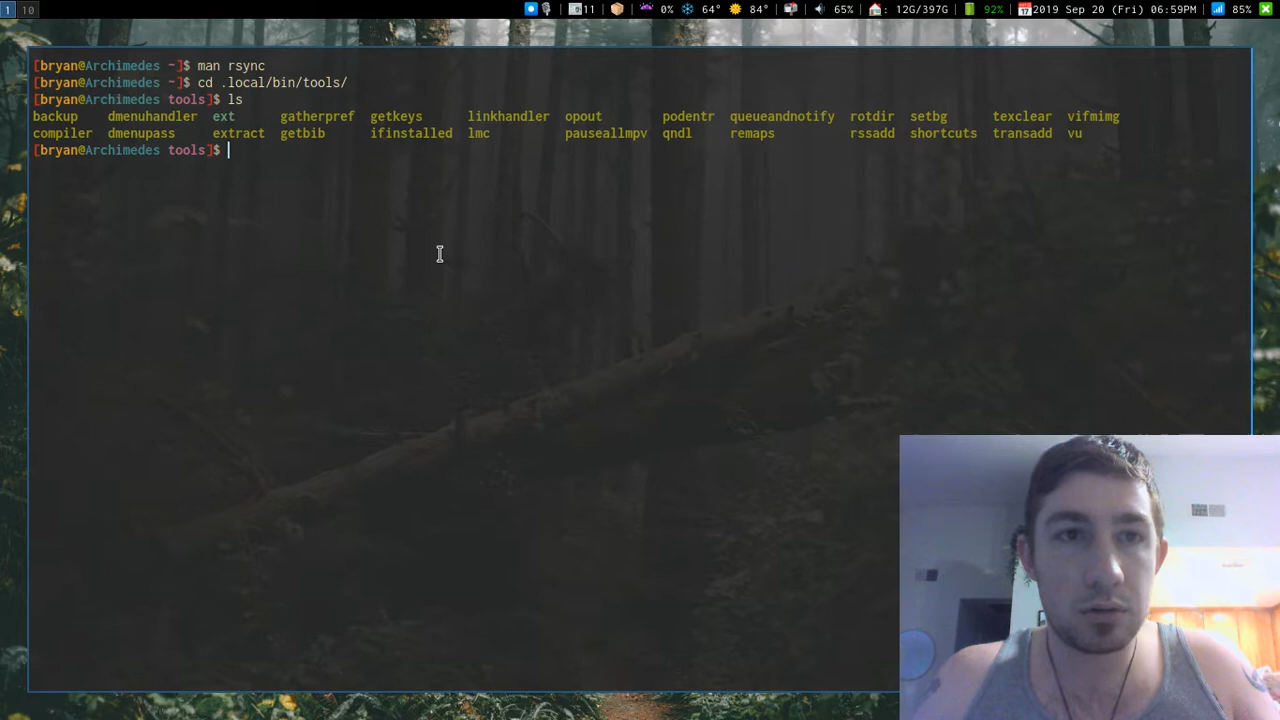 1 10 11 0% 64° 84° 65% : 12G/397G 92% 2019 Sep 20 (Fri) 06:59PM 85%
[bryan@Archimedes ~]$ man rsync
[bryan@Archimedes ~]$ cd .local/bin/tools/
[bryan@Archimedes tools]$ ls
backup dmenuhandler ext gatherpref getkeys linkhandler opout podentr queueandnotify rotdir setbg texclear vifmimg
compiler dmenupass extract getbib ifinstalled lmc pauseallmpv qndl remaps rssadd shortcuts transadd vu
[bryan@Archimedes tools]$